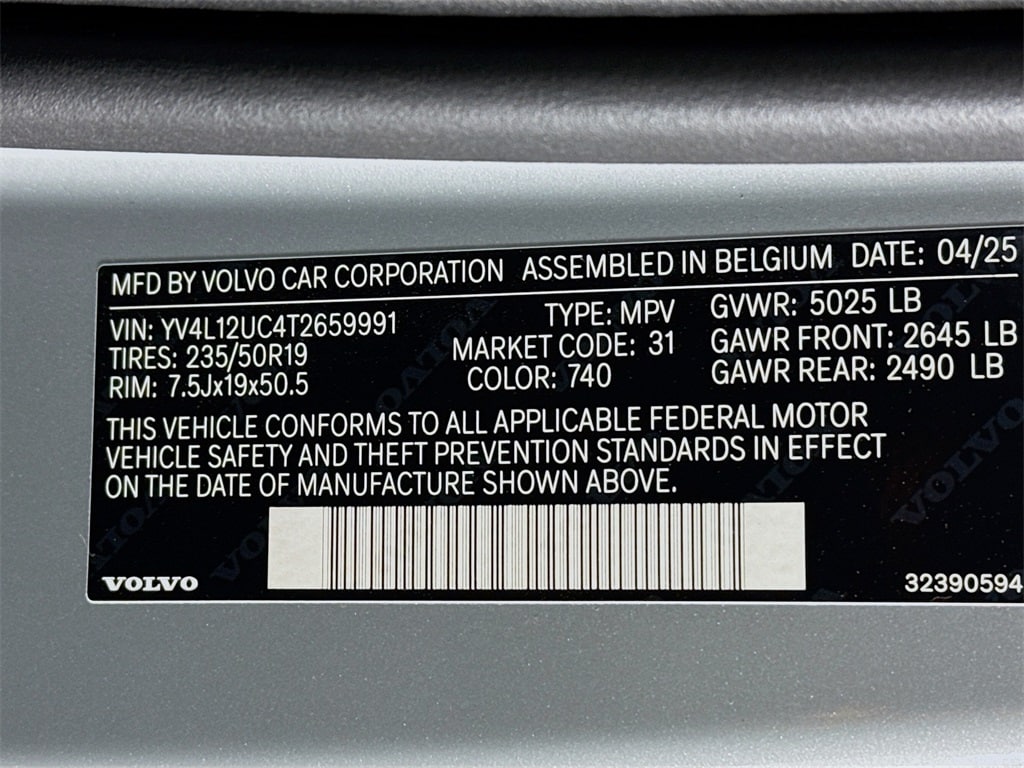 MFD BY VOLVO CAR CORPORATION ASSEMBLED IN BELGIUM DATE: 04/25
VIN: YV4L12UC4T2659991 TYPE: MPV GVWR: 5025 LB
TIRES: 235/50R19 MARKET CODE: 31 GAWR FRONT: 2645 LB
RIM: 7.5Jx19x50.5 COLOR: 740 GAWR REAR: 2490 LB
THIS VEHICLE CONFORMS TO ALL APPLICABLE FEDERAL MOTOR
VEHICLE SAFETY AND THEFT PREVENTION STANDARDS IN EFFECT
ON THE DATE OF MANUFACTURE SHOWN ABOVE.
VOLVO 32390594